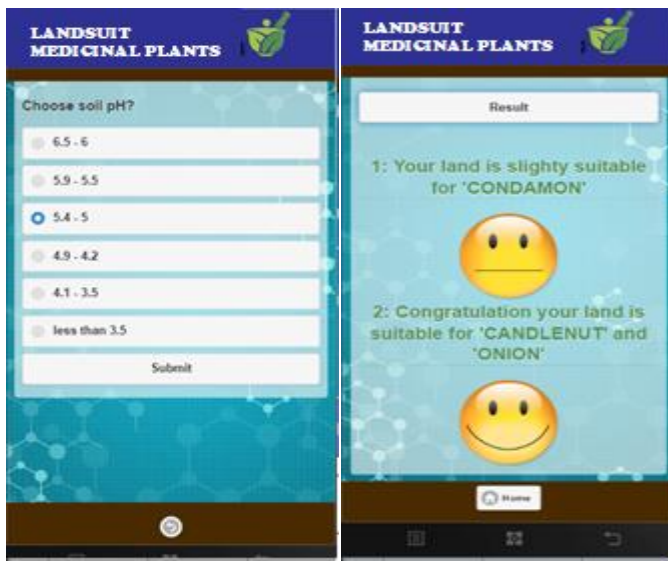 LANDSUIT
MEDICINAL PLANTS
Choose soil pH?
6.5 - 6
5.9 - 5.5
5.4 - 5
4.9 - 4.2
4.1 - 3.5
less than 3.5
Submit
LANDSUIT
MEDICINAL PLANTS
Result
1: Your land is slighty suitable
for 'CONDAMON'
2: Congratulation your land is
suitable for 'CANDLENUT' and
'ONION'
Home